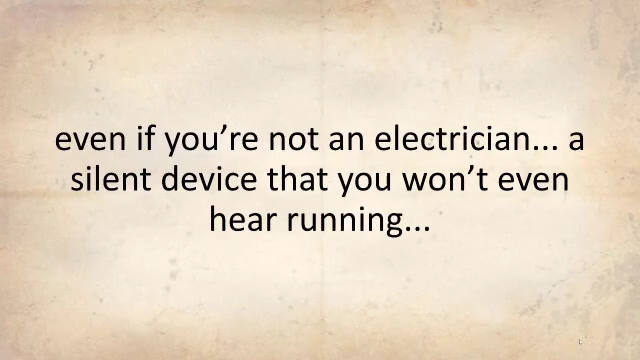 even if you’re not an electrician... a
silent device that you won’t even
hear running...